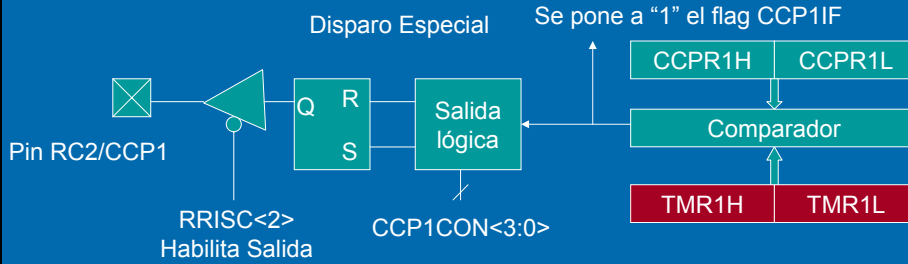 Disparo Especial
Se pone a “1” el flag CCP1IF
CCPR1H CCPR1L
Q R
S
Salida
lógica
Comparador
Pin RC2/CCP1
TMR1H TMR1L
RRISC<2>
Habilita Salida
CCP1CON<3:0>